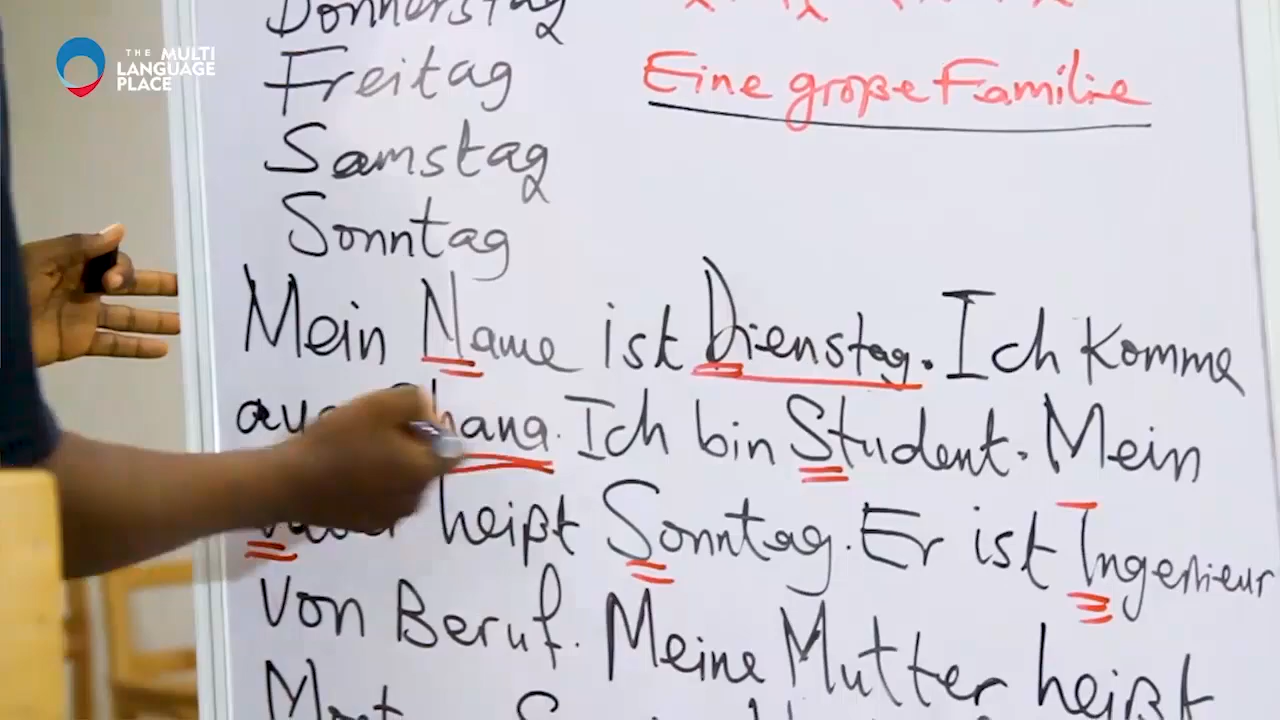 THE MULTI
LANGUAGE
PLACE
Donnerstag
Freitag
Samstag
Sonntag
Eine große Familie
Mein Name ist Dienstag. Ich komme
Ich bin Student. Mein
heißt Sonntag. Er ist Ingenieur
Von Beruf. Meine Mutter heißt